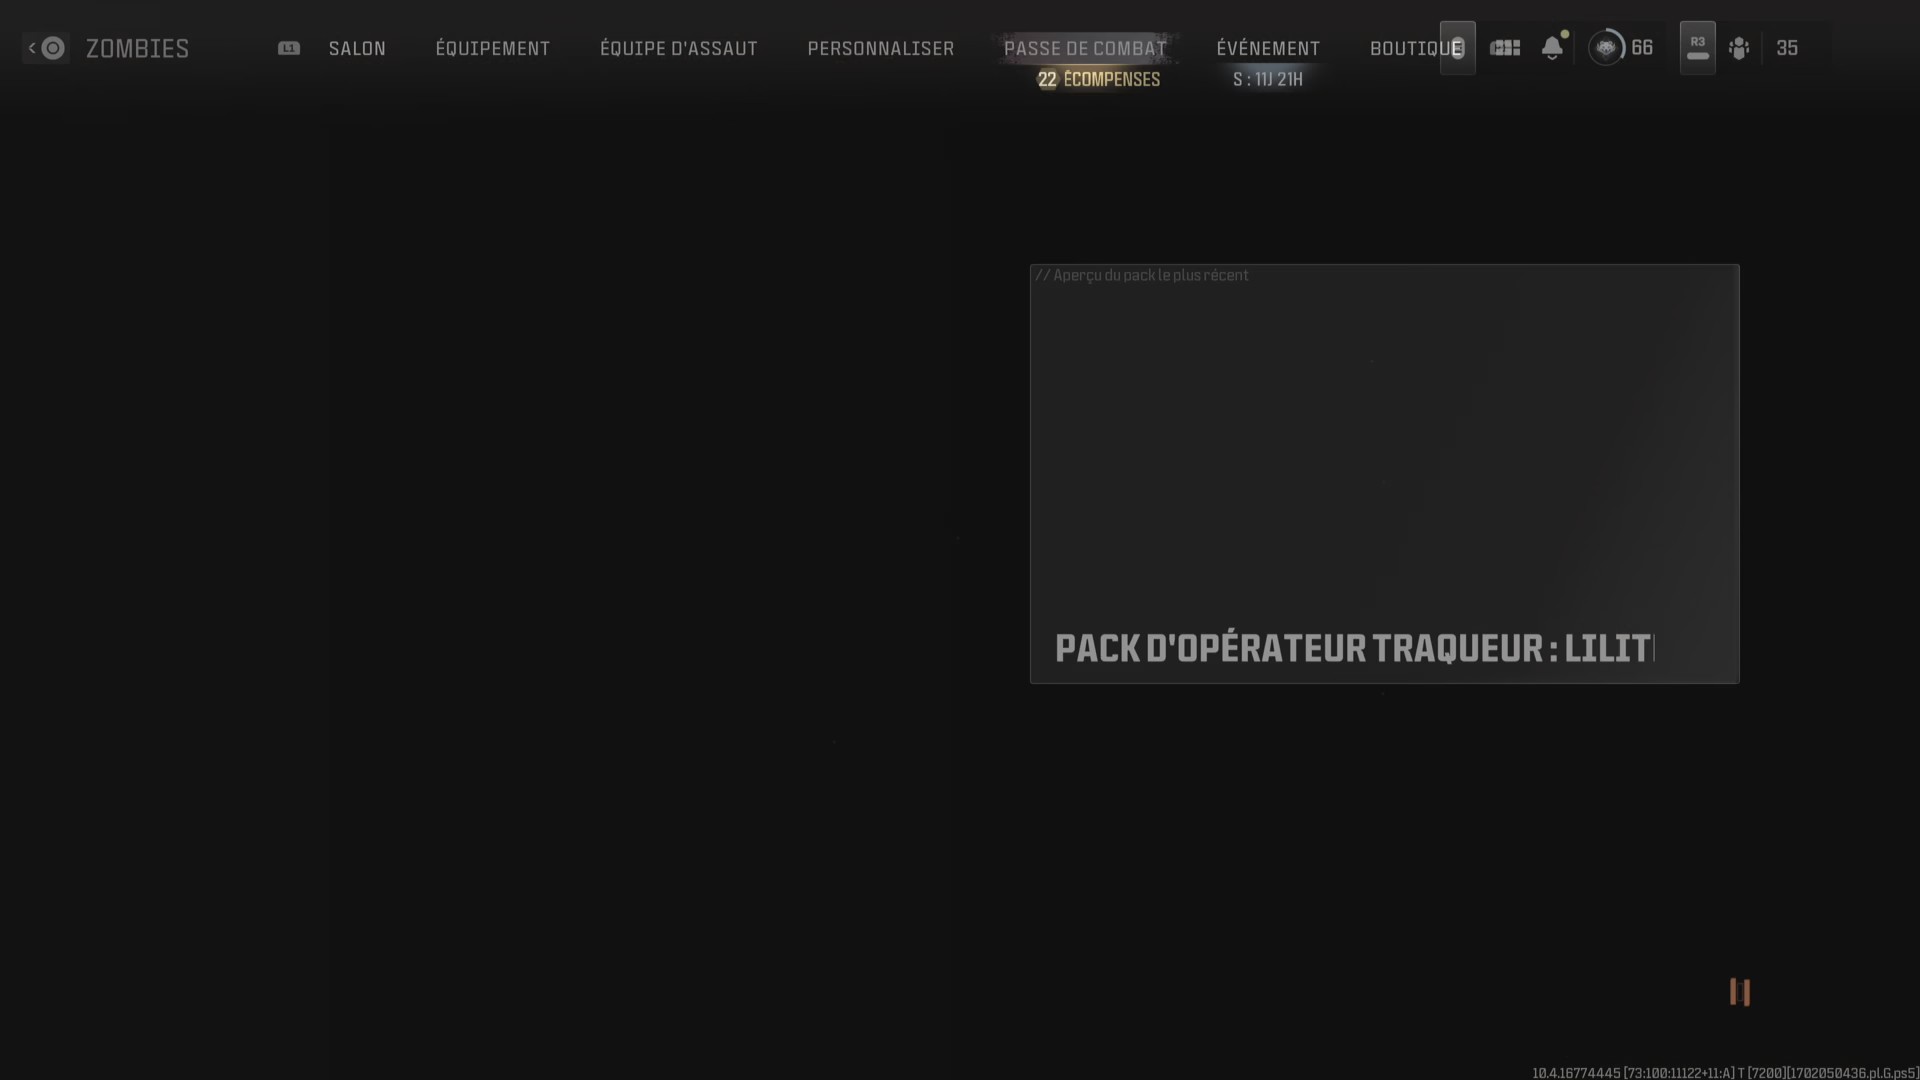 ZOMBIES
L1
SALON
ÉQUIPEMENT
ÉQUIPE D'ASSAUT
PERSONNALISER
PASSE DE COMBAT
ÉVÉNEMENT
BOUTIQUE
66
R3
35
22 ÉCOMPENSES
S : 11J 21H
// Aperçu du pack le plus récent
PACK D'OPÉRATEUR TRAQUEUR : LILIT
10.4.16774445 [73:100:11122+11:A] T [7200][1702050436.pl.G.ps5]